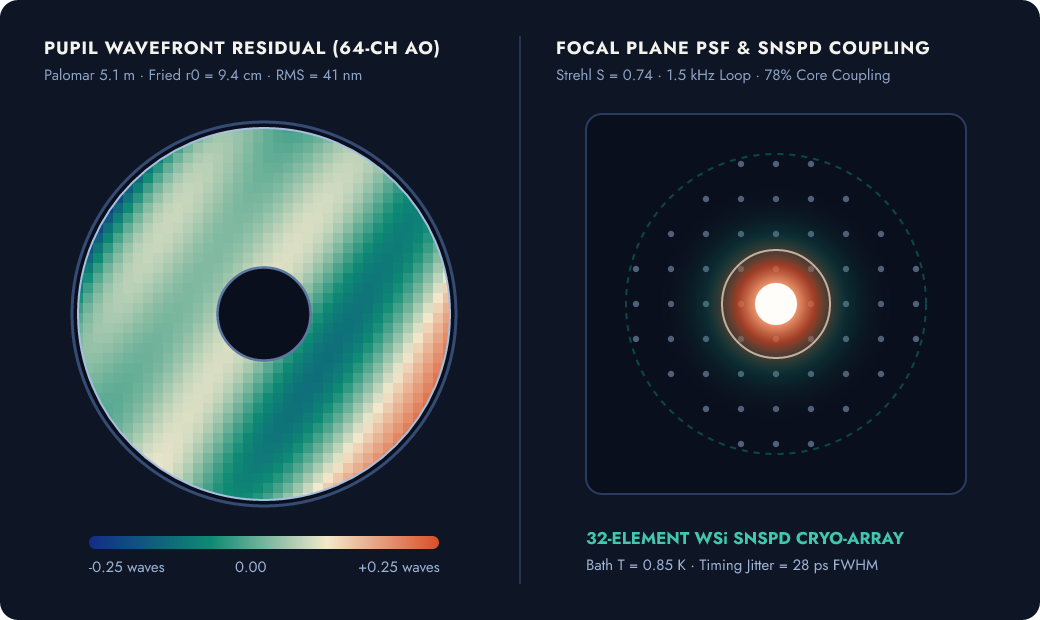 PUPIL WAVEFRONT RESIDUAL (64-CH AO)
Palomar 5.1 m · Fried r0 = 9.4 cm · RMS = 41 nm
FOCAL PLANE PSF & SNSPD COUPLING
Strehl S = 0.74 · 1.5 kHz Loop · 78% Core Coupling
-0.25 waves
0.00
+0.25 waves
32-ELEMENT WSi SNSPD CRYO-ARRAY
Bath T = 0.85 K · Timing Jitter = 28 ps FWHM